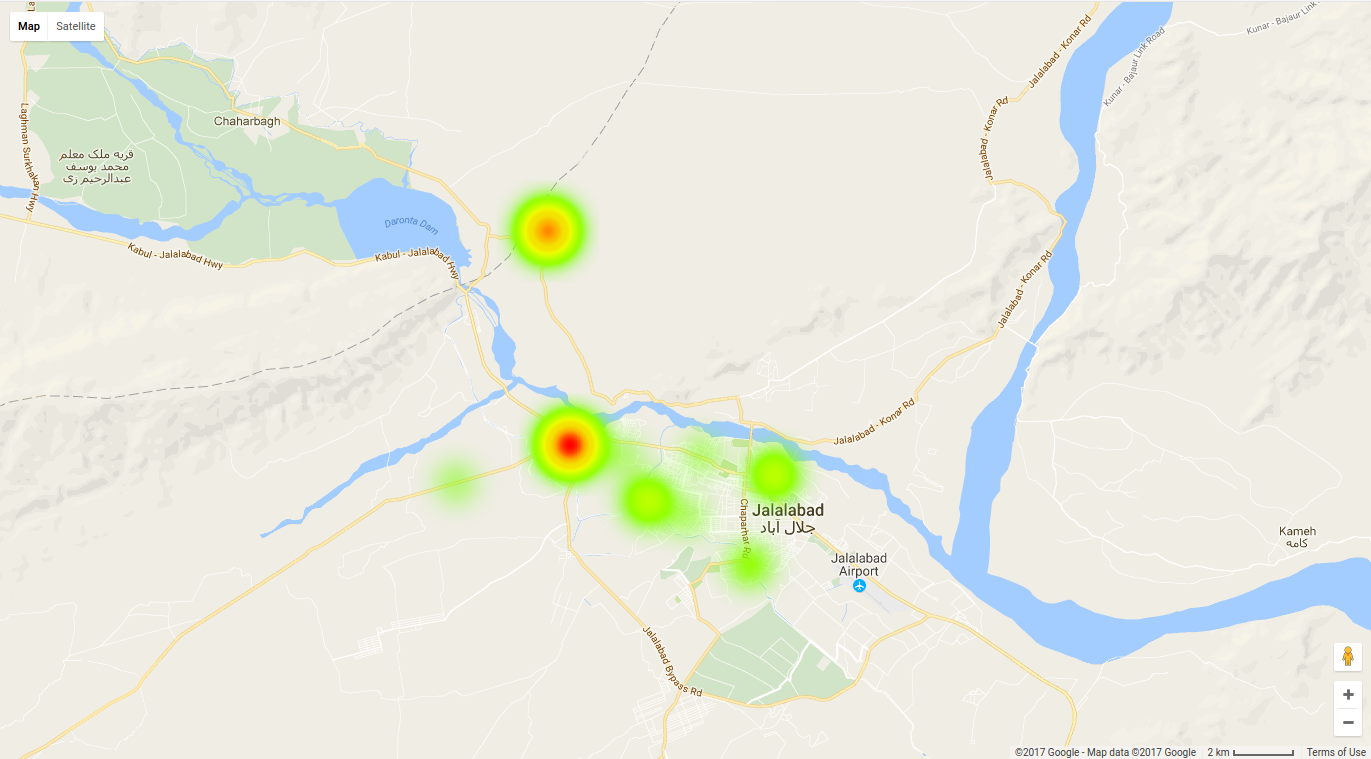 Map Satellite
La
Kunar - Bajaur Link
Jalalabad - Konar Rd
Kunar - Bajaur Link Road
Laghman Surkhakan Hwy
Chaharbagh
Jalalabad - Konar Rd
قریه ملک معلم
محمد یوسف
عبدالرحیم زی
Daronta Dam
Kabul - Jalalabad Hwy
Kabul - Jalalabad Hwy
Jalalabad - Konar Rd
Jalalabad - Konar Rd
Chaparhar Rd
Jalalabad
جلال آباد
Kameh
کامه
Jalalabad
Airport
Jalalabad Bypass Rd
©2017 Google - Map data ©2017 Google 2 km Terms of Use